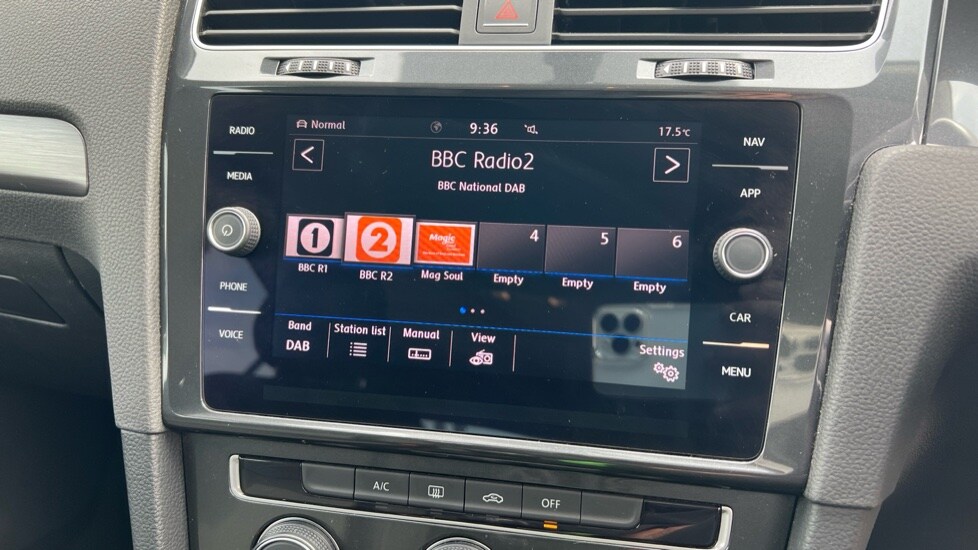 RADIO
MEDIA
PHONE
VOICE
Normal 9:36 17.5°C
BBC Radio2
BBC National DAB
1 2 Magic 4 5 6
BBC R1 BBC R2 Mag Soul Empty Empty Empty
Band Station list Manual View Settings
DAB
NAV
APP
CAR
MENU
A/C OFF